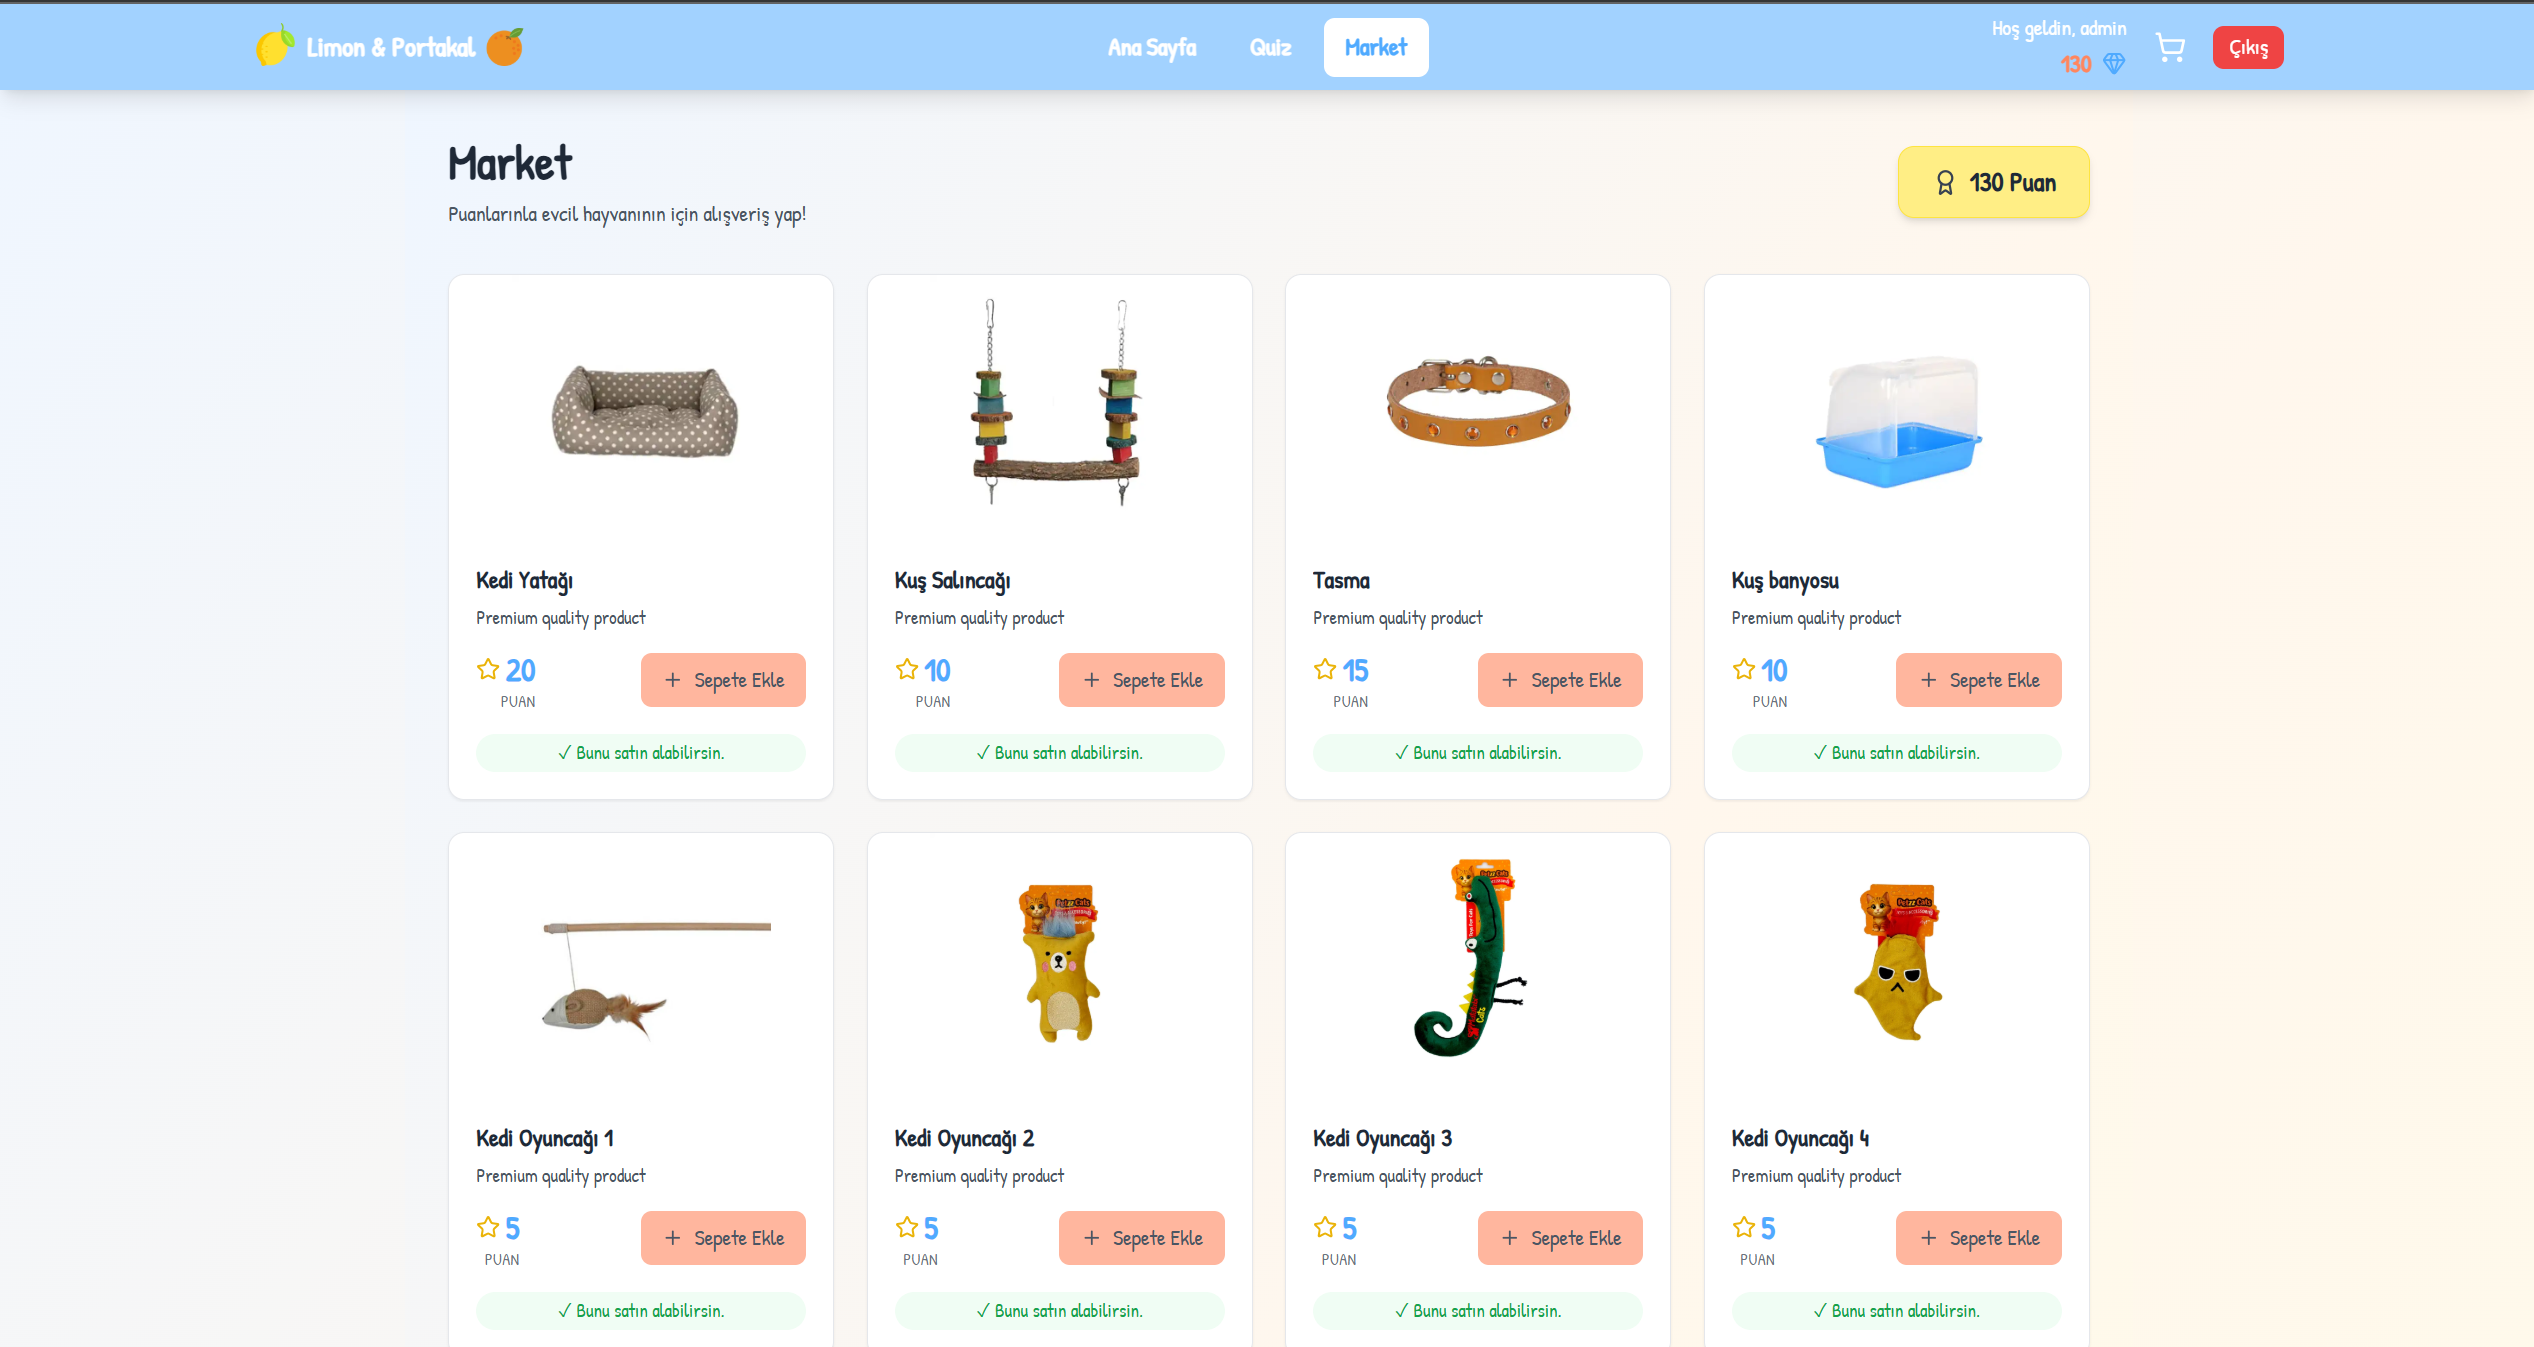 Limon & Portakal
Ana Sayfa
Quiz
Market
Hoş geldin, admin
130
Çıkış
Market
Puanlarınla evcil hayvanının için alışveriş yap!
130 Puan
Kedi Yatağı
Premium quality product
20
PUAN
+ Sepete Ekle
✓ Bunu satın alabilirsin.
Kuş Salıncağı
Premium quality product
10
PUAN
+ Sepete Ekle
✓ Bunu satın alabilirsin.
Tasma
Premium quality product
15
PUAN
+ Sepete Ekle
✓ Bunu satın alabilirsin.
Kuş banyosu
Premium quality product
10
PUAN
+ Sepete Ekle
✓ Bunu satın alabilirsin.
Kedi Oyuncağı 1
Premium quality product
5
PUAN
+ Sepete Ekle
✓ Bunu satın alabilirsin.
Petzz Cats
Kedi Oyuncağı 2
Premium quality product
5
PUAN
+ Sepete Ekle
✓ Bunu satın alabilirsin.
Cats
Kedi Oyuncağı 3
Premium quality product
5
PUAN
+ Sepete Ekle
✓ Bunu satın alabilirsin.
Petzz Cats
Kedi Oyuncağı 4
Premium quality product
5
PUAN
+ Sepete Ekle
✓ Bunu satın alabilirsin.